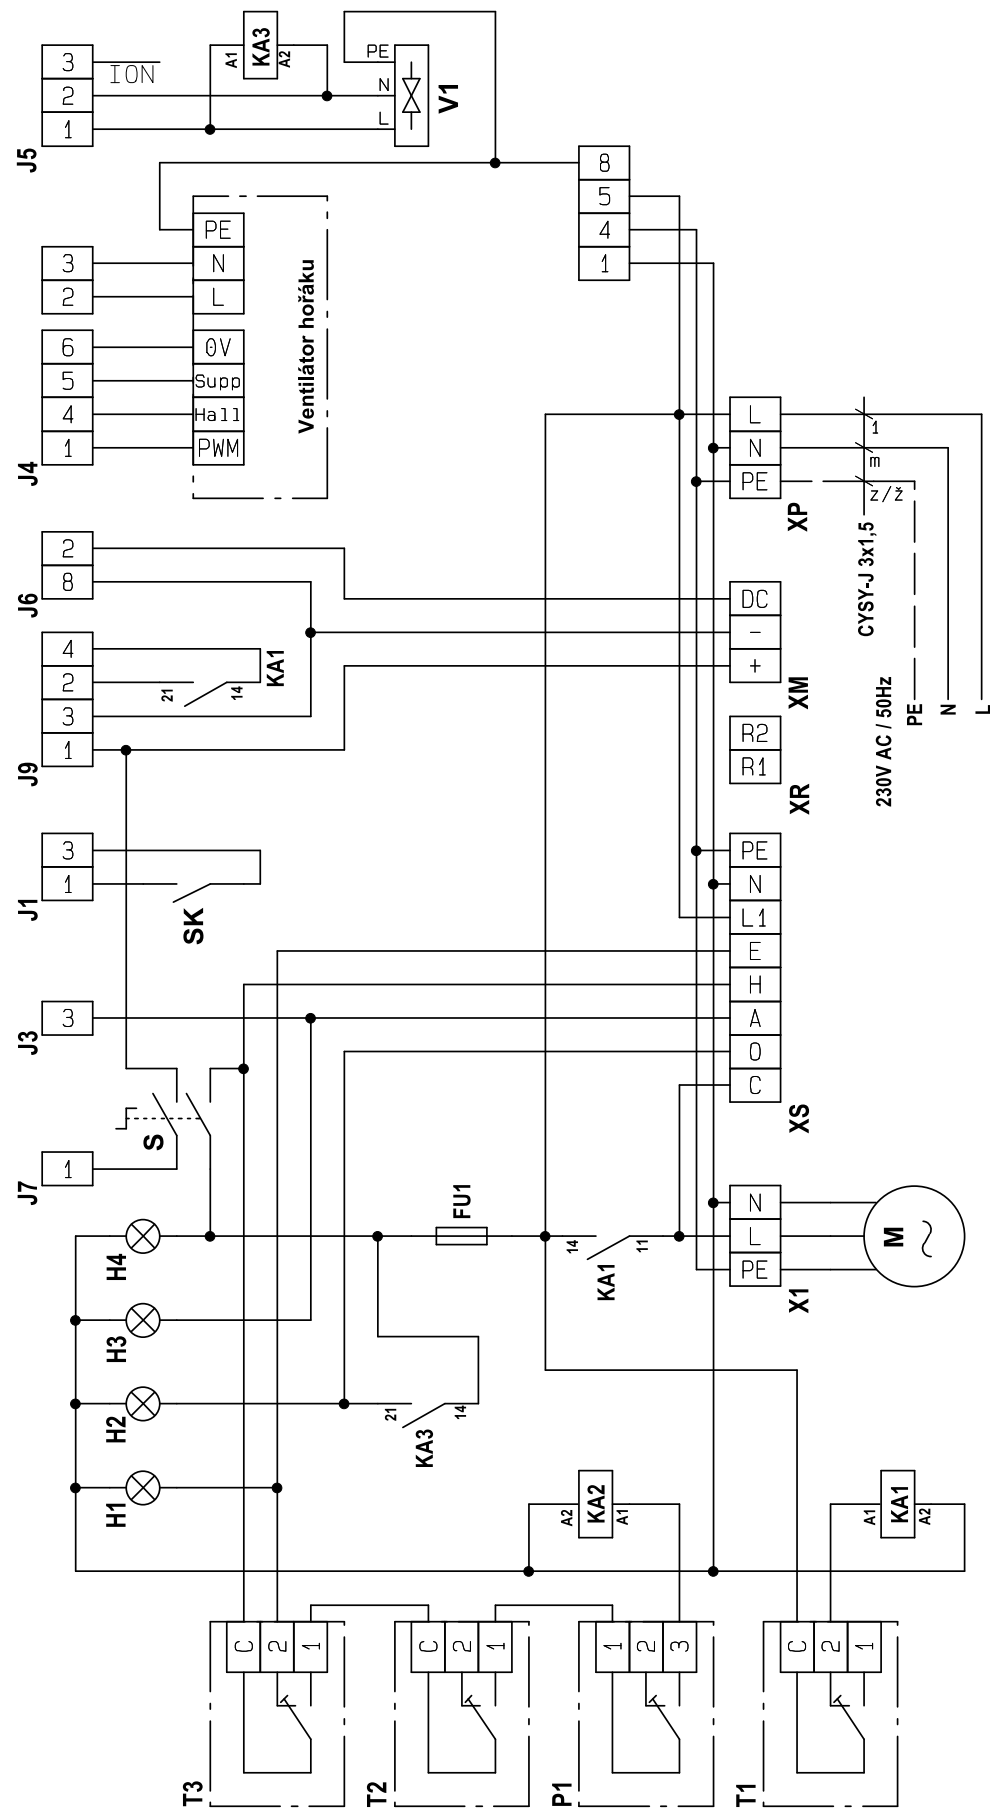 J5
3
2
1
ION
A1
KA3
A2
PE
N
L
V1
J4
3
2
6
5
4
1
PE
N
L
0V
Supp
Hall
PWM
Ventilátor hořáku
8
5
4
1
L
N
PE
XP
1
m
z/ž
CYSY-J 3x1,5
230V AC / 50Hz
PE
N
L
J6
2
8
J9
4
2
3
1
21
14
KA1
DC
-
+
XM
R2
R1
XR
J1
3
1
SK
J3
3
S
J7
1
PE
N
L1
E
H
A
O
C
XS
H4
H3
H2
H1
FU1
14
11
KA1
N
L
PE
X1
M
21
14
KA3
A2
KA2
A1
A1
KA1
A2
C
2
1
T3
C
2
1
T2
1
2
3
P1
C
2
1
T1